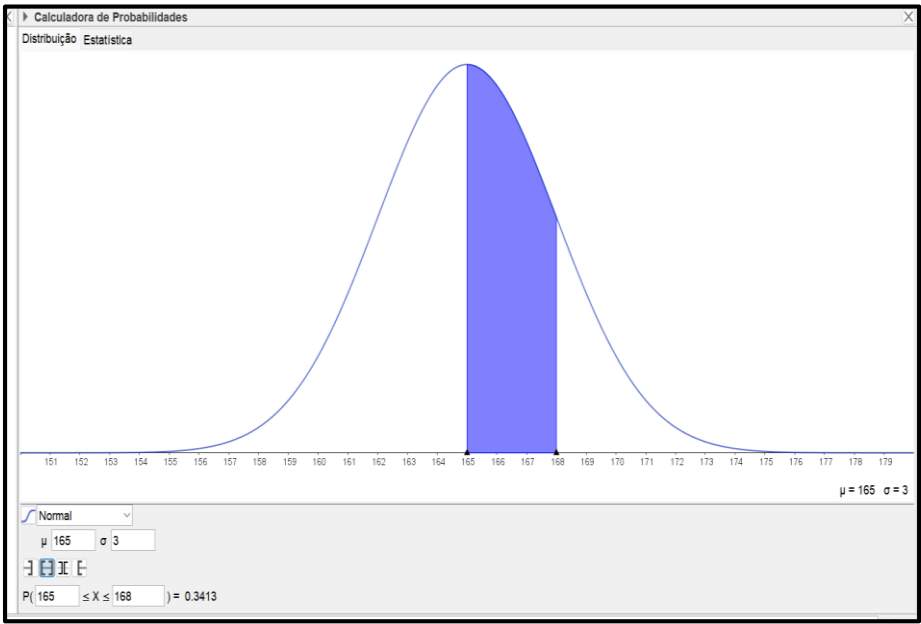 Calculadora de Probabilidades
Distribuição Estatística
151 152 153 154 155 156 157 158 159 160 161 162 163 164 165 166 167 168 169 170 171 172 173 174 175 176 177 178 179
μ = 165 σ = 3
Normal
μ 165 σ 3
P( 165 ≤ X ≤ 168 ) = 0.3413